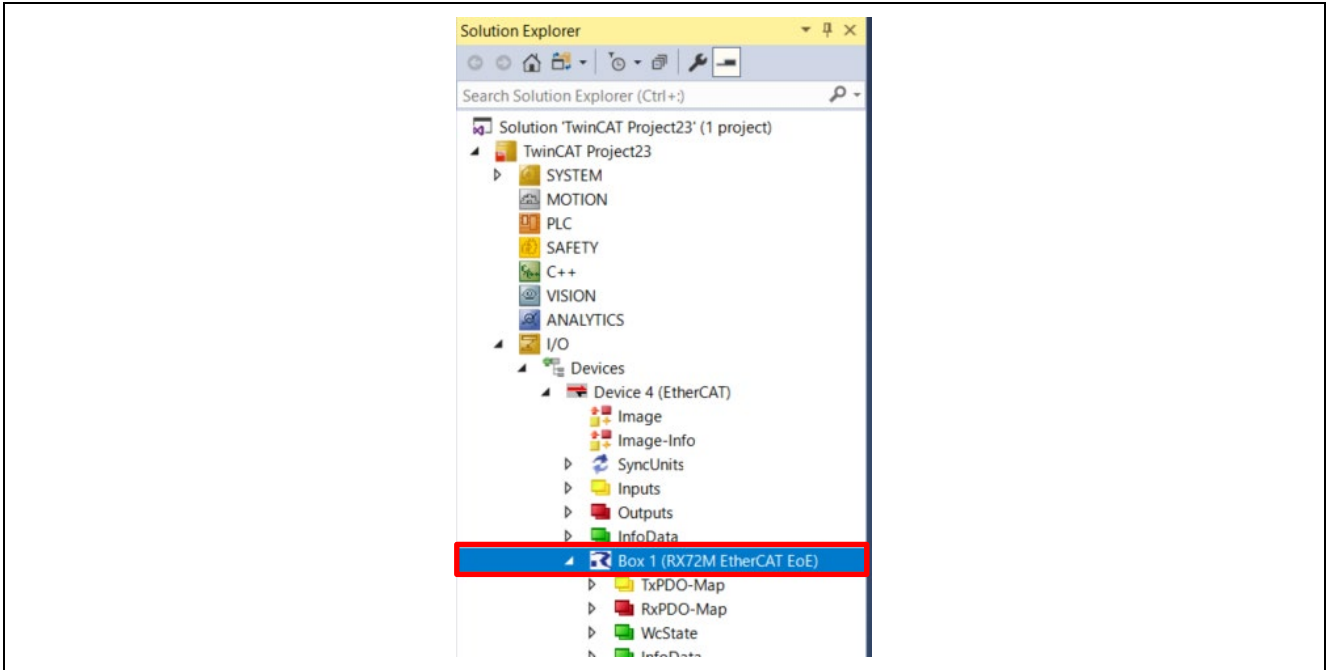 Solution Explorer
Search Solution Explorer (Ctrl+:)
Solution 'TwinCAT Project23' (1 project)
TwinCAT Project23
SYSTEM
MOTION
PLC
SAFETY
C++
VISION
ANALYTICS
I/O
Devices
Device 4 (EtherCAT)
Image
Image-Info
SyncUnits
Inputs
Outputs
InfoData
Box 1 (RX72M EtherCAT EoE)
TxPDO-Map
RxPDO-Map
WcState
InfoData